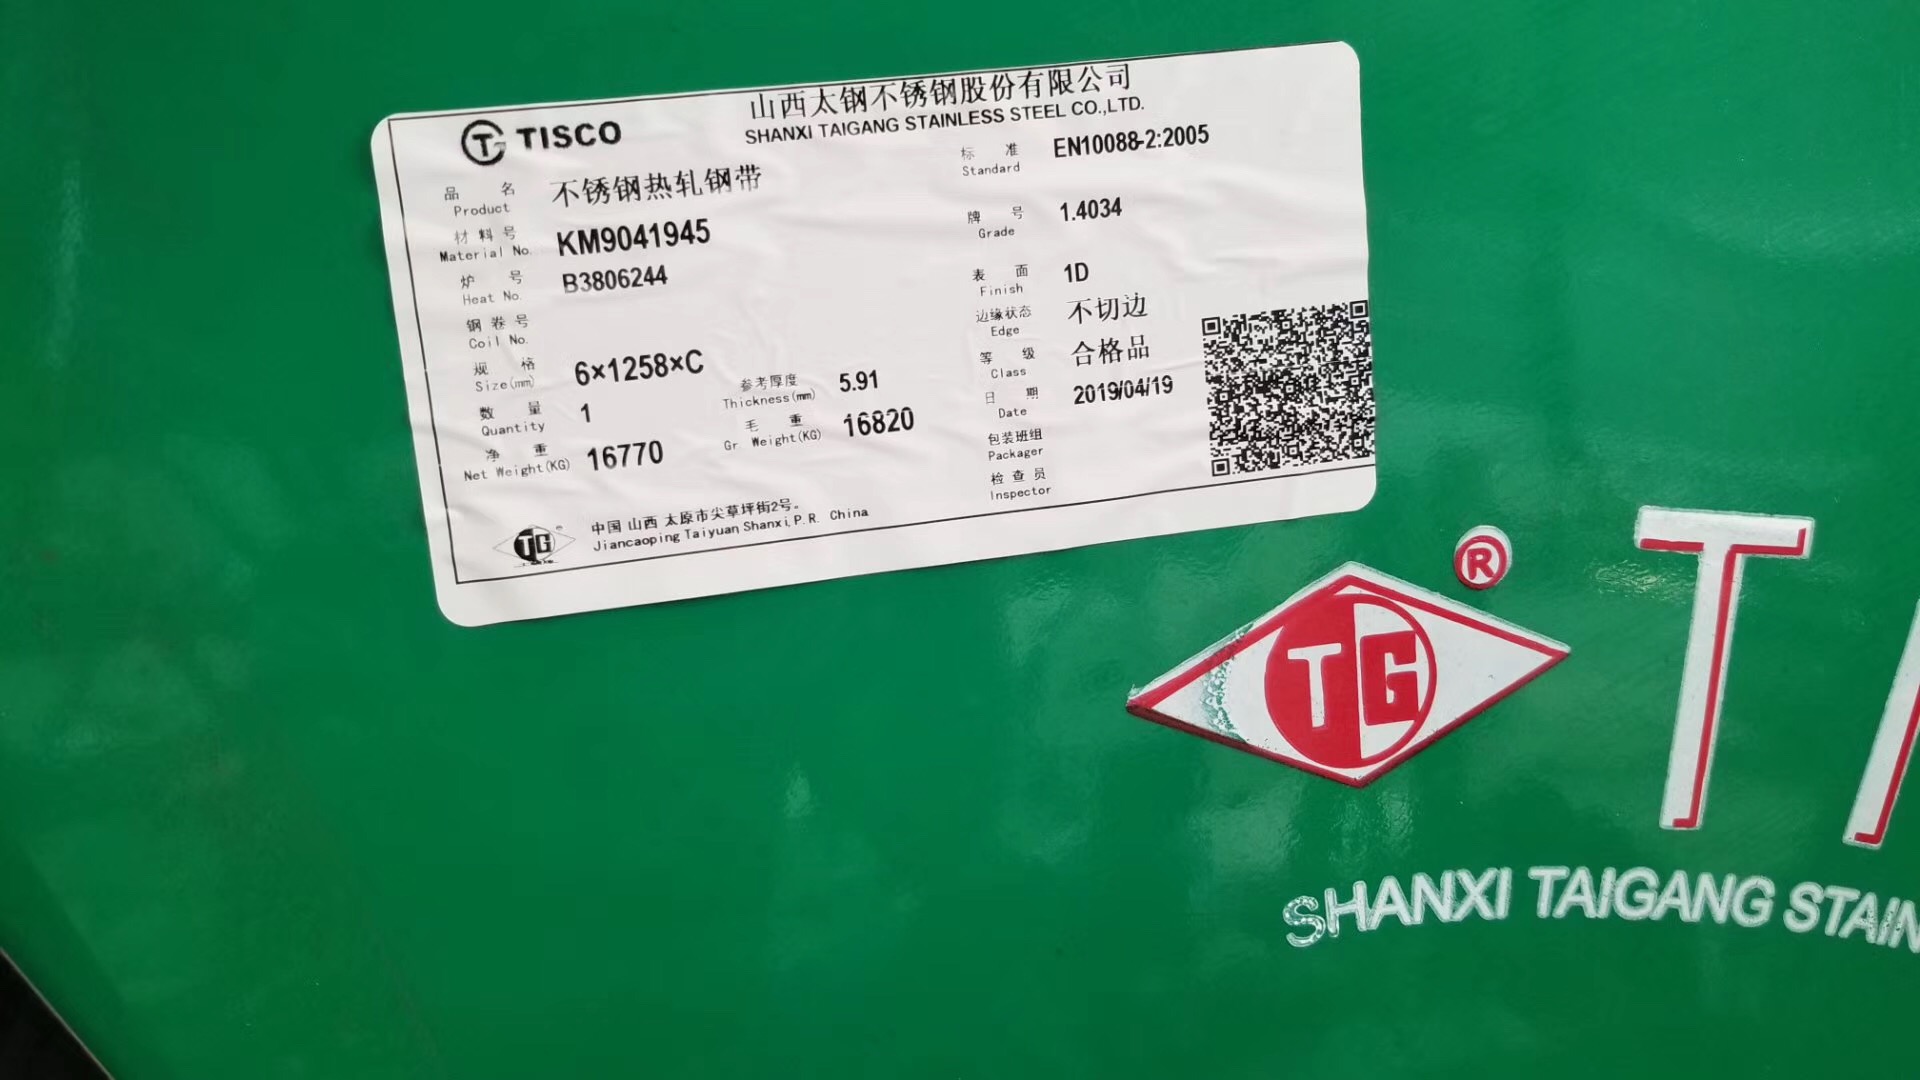 TISCO
山西太钢不锈钢股份有限公司
SHANXI TAIGANG STAINLESS STEEL CO.,LTD.
品 名 不锈钢热轧钢带
Product
材料号 KM9041945
Material No.
炉 号 B3806244
Heat No.
钢卷号
Coil No.
规 格 6×1258×C
Size(mm)
参考厚度 5.91
Thickness(mm)
数 量 1
Quantity
毛 重 16820
Gr Weight(KG)
净 重 16770
Net Weight(KG)
标 准 EN10088-2:2005
Standard
牌 号 1.4034
Grade
表 面 1D
Finish
边缘状态 不切边
Edge
等 级 合格品
Class
日 期 2019/04/19
Date
包装班组
Packager
检查员
Inspector
TG ®
中国 山西 太原市尖草坪街2号。
Jiancaoping Taiyuan Shanxi,P.R. China
TG ®
T
SHANXI TAIGANG STAIN